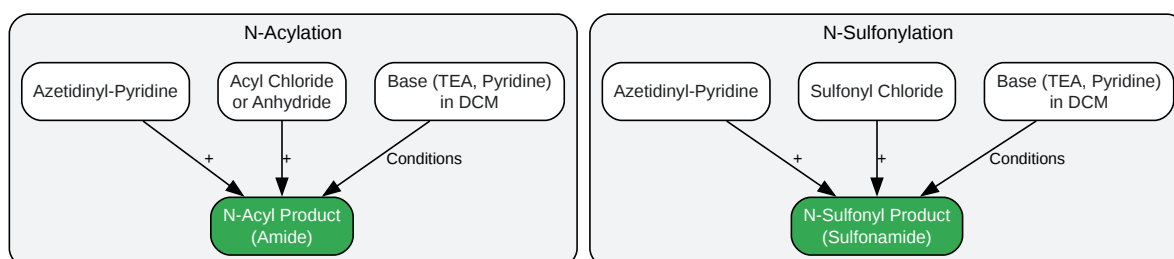 N-Acylation
Azetidinyl-Pyridine
Acyl Chloride
or Anhydride
Base (TEA, Pyridine)
in DCM
+
+
Conditions
N-Acyl Product
(Amide)
N-Sulfonylation
Azetidinyl-Pyridine
Sulfonyl Chloride
Base (TEA, Pyridine)
in DCM
+
+
Conditions
N-Sulfonyl Product
(Sulfonamide)